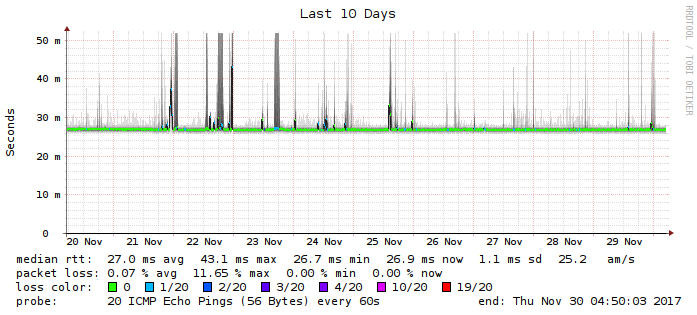 Last 10 Days
RRDTOOL / TOBI OETIKER
Seconds
50 m
40 m
30 m
20 m
10 m
0
20 Nov 21 Nov 22 Nov 23 Nov 24 Nov 25 Nov 26 Nov 27 Nov 28 Nov 29 Nov
median rtt: 27.0 ms avg 43.1 ms max 26.7 ms min 26.9 ms now 1.1 ms sd 25.2 am/s
packet loss: 0.07 % avg 11.65 % max 0.00 % min 0.00 % now
loss color: 0 1/20 2/20 3/20 4/20 10/20 19/20
probe: 20 ICMP Echo Pings (56 Bytes) every 60s end: Thu Nov 30 04:50:03 2017